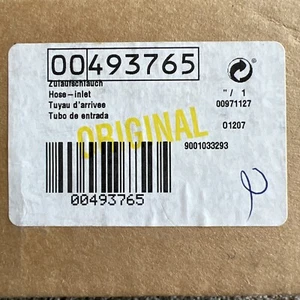 00493765
Zulaufschlauch
Hose-inlet
Tuyau d'arrivee
Tubo de entrada
" / 1
00971127
01207
ORIGINAL
9001033293
00493765